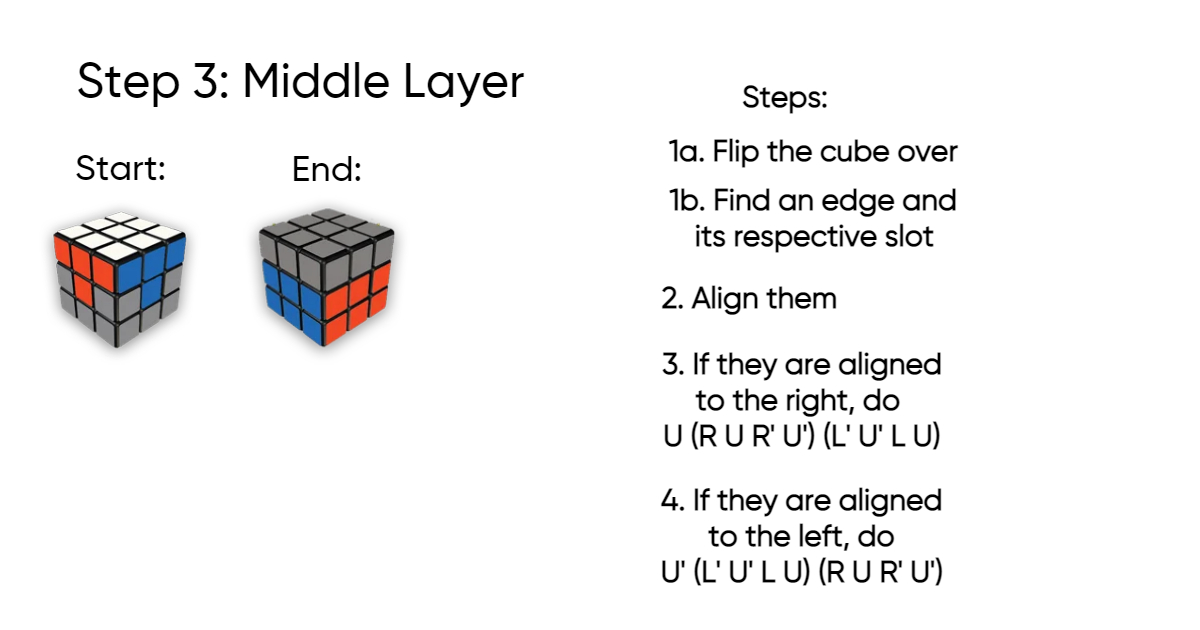 Step 3: Middle Layer
Start:
End:
Steps:
1a. Flip the cube over
1b. Find an edge and
its respective slot
2. Align them
3. If they are aligned
to the right, do
U (R U R' U') (L' U' L U)
4. If they are aligned
to the left, do
U' (L' U' L U) (R U R' U')